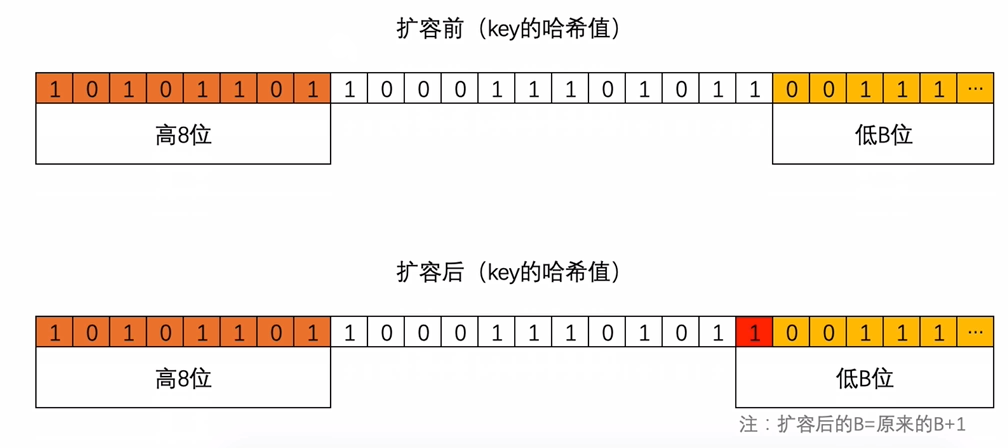 扩容前（key的哈希值）
1 0 1 0 1 1 0 1 1 0 0 0 1 1 1 0 1 0 1 1 0 0 1 1 1 ...
高8位 低B位
扩容后（key的哈希值）
1 0 1 0 1 1 0 1 1 0 0 0 1 1 1 0 1 0 1 1 0 0 1 1 1 ...
高8位 低B位
注：扩容后的B=原来的B+1